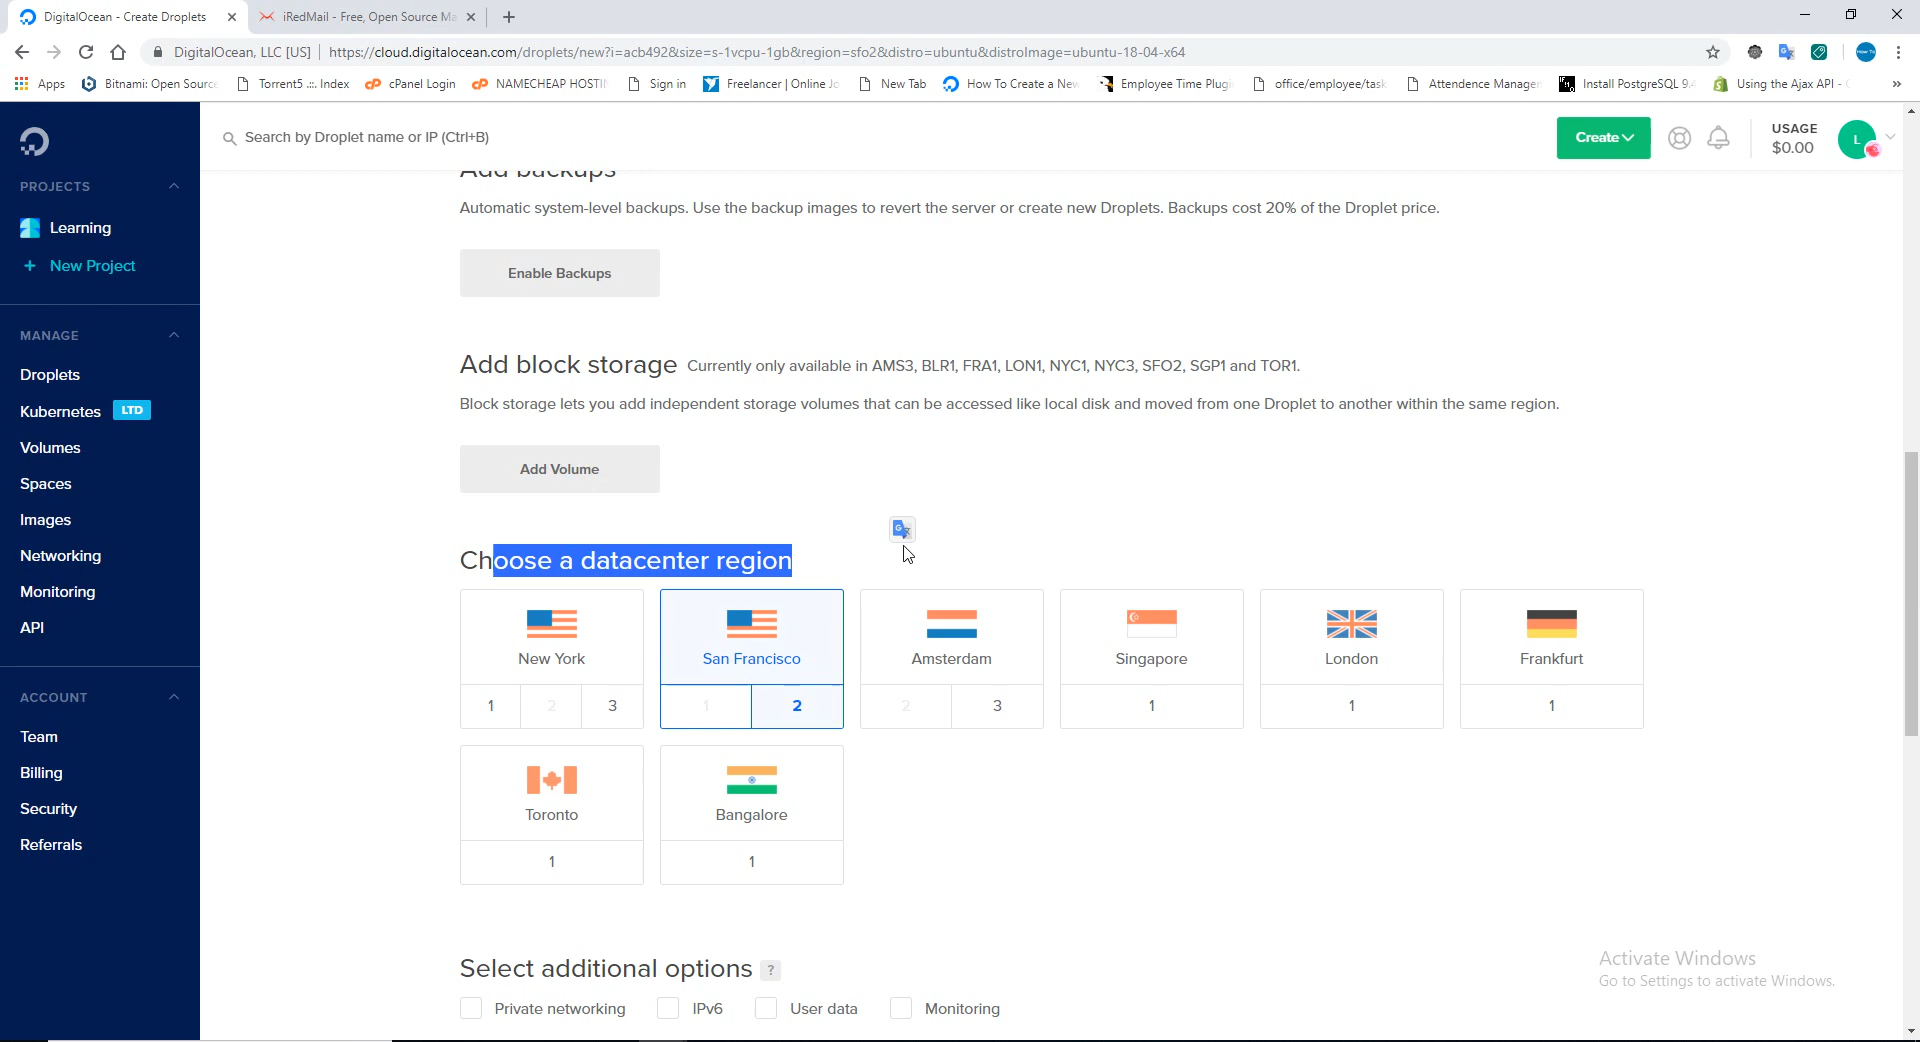 DigitalOcean - Create Droplets
iRedMail - Free, Open Source Ma
DigitalOcean, LLC [US] https://cloud.digitalocean.com/droplets/new?i=acb492&size=s-1vcpu-1gb&region=sfo2&distro=ubuntu&distroImage=ubuntu-18-04-x64
Apps Bitnami: Open Source Torrent5 .::. Index cPanel Login NAMECHEAP HOSTIN Sign in Freelancer | Online Jo New Tab How To Create a New Employee Time Plugi office/employee/task Attendence Manager Install PostgreSQL 9.4 Using the Ajax API - »
Search by Droplet name or IP (Ctrl+B)
Create
USAGE
$0.00
L
PROJECTS
Learning
+ New Project
MANAGE
Droplets
Kubernetes LTD
Volumes
Spaces
Images
Networking
Monitoring
API
ACCOUNT
Team
Billing
Security
Referrals
Add backups
Automatic system-level backups. Use the backup images to revert the server or create new Droplets. Backups cost 20% of the Droplet price.
Enable Backups
Add block storage Currently only available in AMS3, BLR1, FRA1, LON1, NYC1, NYC3, SFO2, SGP1 and TOR1.
Block storage lets you add independent storage volumes that can be accessed like local disk and moved from one Droplet to another within the same region.
Add Volume
Choose a datacenter region
New York San Francisco Amsterdam Singapore London Frankfurt
1 2 3 1 2 2 3 1 1 1
Toronto Bangalore
1 1
Select additional options ?
Private networking IPv6 User data Monitoring
Activate Windows
Go to Settings to activate Windows.